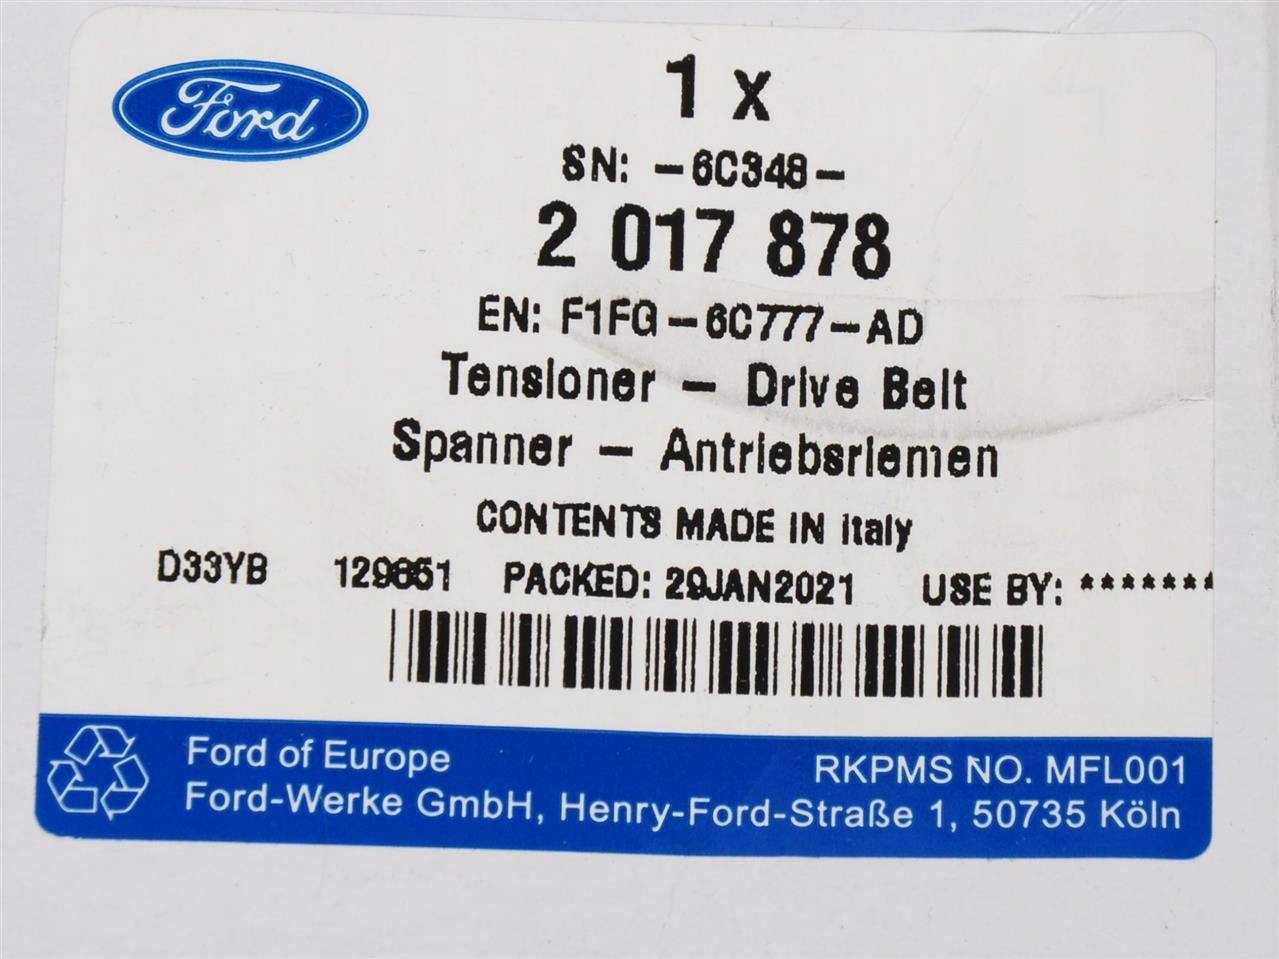 Ford
1 x
SN: -6C348-
2 017 878
EN: F1FG-6C777-AD
Tensioner - Drive Belt
Spanner - Antriebsriemen
CONTENTS MADE IN Italy
D33YB 129651 PACKED: 29JAN2021 USE BY: *******
Ford of Europe
RKPMS NO. MFL001
Ford-Werke GmbH, Henry-Ford-Straße 1, 50735 Köln